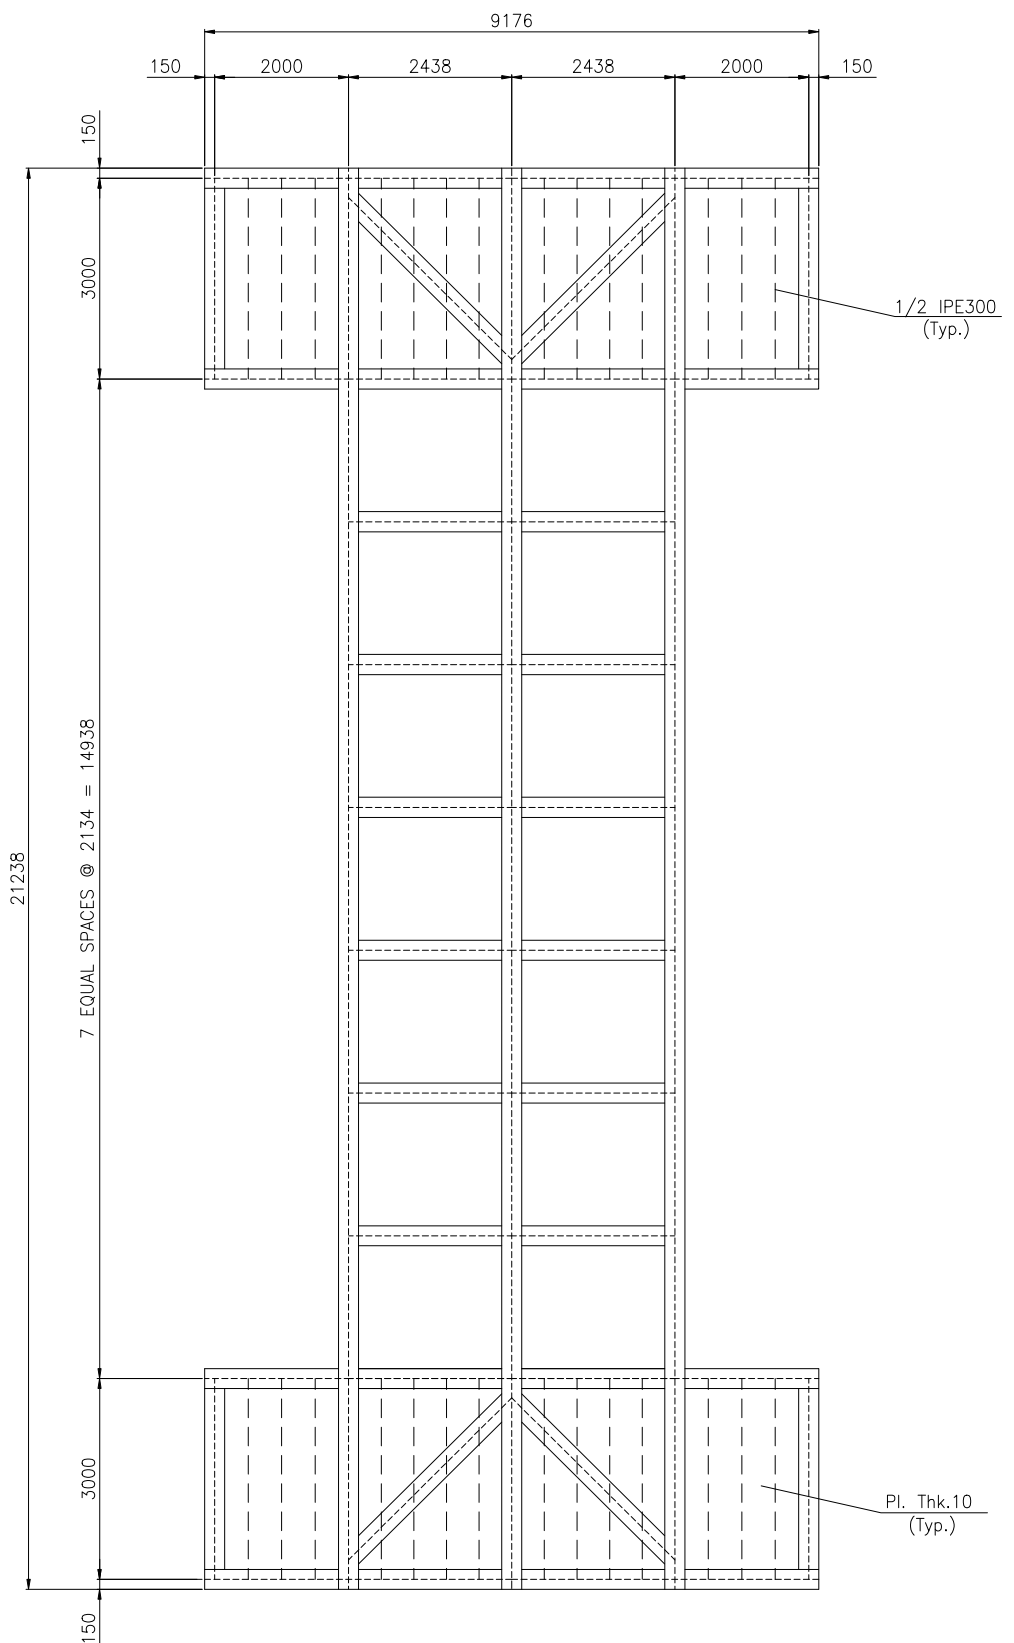 9176
150 2000 2438 2438 2000 150
150
3000
1/2 IPE300
(Typ.)
7 EQUAL SPACES @ 2134 = 14938
21238
3000
Pl. Thk.10
(Typ.)
150